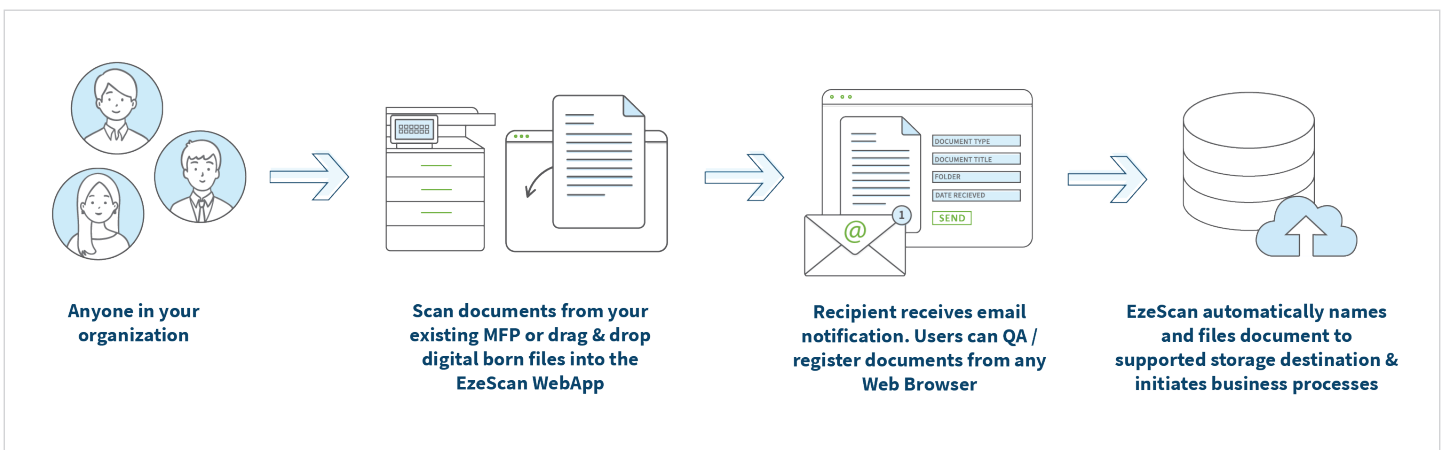 Anyone in your
organization
Scan documents from your
existing MFP or drag & drop
digital born files into the
EzeScan WebApp
DOCUMENT TYPE
DOCUMENT TITLE
FOLDER
DATE RECIEVED
SEND
1
@
Recipient receives email
notification. Users can QA /
register documents from any
Web Browser
EzeScan automatically names
and files document to
supported storage destination &
initiates business processes